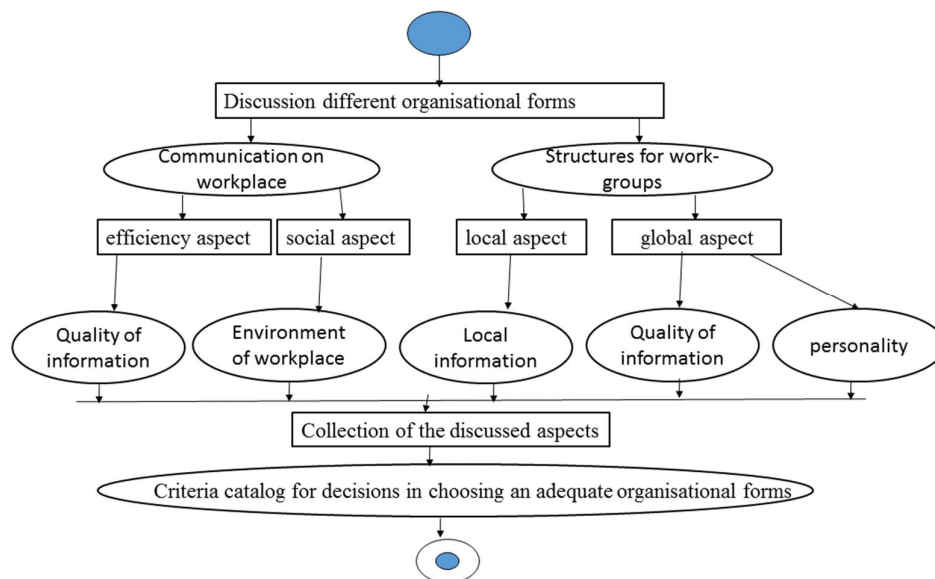 Discussion different organisational forms
Communication on
workplace
Structures for work-
groups
efficiency aspect
social aspect
local aspect
global aspect
Quality of
information
Environment
of workplace
Local
information
Quality of
information
personality
Collection of the discussed aspects
Criteria catalog for decisions in choosing an adequate organisational forms